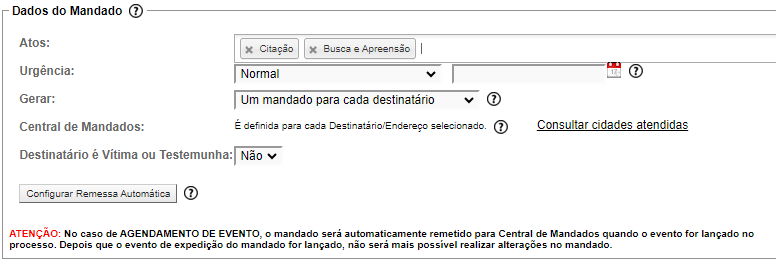 Dados do Mandado ?
Atos: × Citação × Busca e Apreensão
Urgência: Normal ?
Gerar: Um mandado para cada destinatário ?
Central de Mandados: É definida para cada Destinatário/Endereço selecionado. ? Consultar cidades atendidas
Destinatário é Vítima ou Testemunha: Não
Configurar Remessa Automática ?
ATENÇÃO: No caso de AGENDAMENTO DE EVENTO, o mandado será automaticamente remetido para Central de Mandados quando o evento for lançado no
processo. Depois que o evento de expedição do mandado for lançado, não será mais possível realizar alterações no mandado.